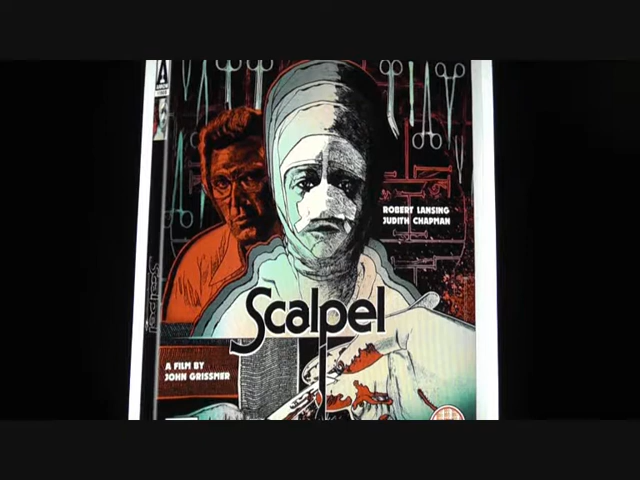 ROBERT LANSING
JUDITH CHAPMAN
Scalpel
A FILM BY
JOHN GRISSMER